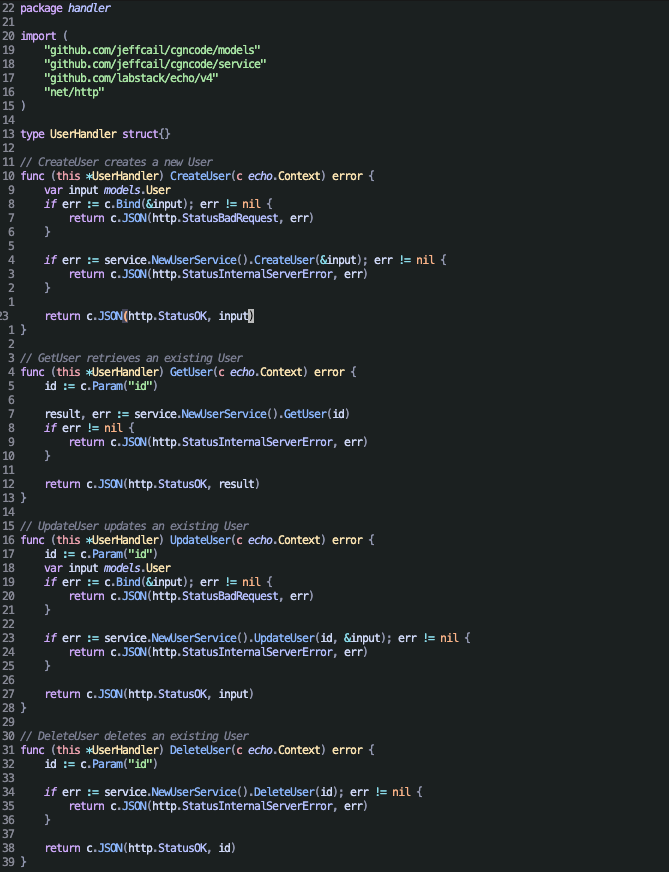 22 package handler
21
20 import (
19     "github.com/jeffcail/cgncode/models"
18     "github.com/jeffcail/cgncode/service"
17     "github.com/labstack/echo/v4"
16     "net/http"
15 )
14
13 type UserHandler struct{}
12
11 // CreateUser creates a new User
10 func (this *UserHandler) CreateUser(c echo.Context) error {
9     var input models.User
8     if err := c.Bind(&input); err != nil {
7         return c.JSON(http.StatusBadRequest, err)
6     }
5
4     if err := service.NewUserService().CreateUser(&input); err != nil {
3         return c.JSON(http.StatusInternalServerError, err)
2     }
1
23     return c.JSON(http.StatusOK, input)
1 }
2
3 // GetUser retrieves an existing User
4 func (this *UserHandler) GetUser(c echo.Context) error {
5     id := c.Param("id")
6
7     result, err := service.NewUserService().GetUser(id)
8     if err != nil {
9         return c.JSON(http.StatusInternalServerError, err)
10     }
11
12     return c.JSON(http.StatusOK, result)
13 }
14
15 // UpdateUser updates an existing User
16 func (this *UserHandler) UpdateUser(c echo.Context) error {
17     id := c.Param("id")
18     var input models.User
19     if err := c.Bind(&input); err != nil {
20         return c.JSON(http.StatusBadRequest, err)
21     }
22
23     if err := service.NewUserService().UpdateUser(id, &input); err != nil {
24         return c.JSON(http.StatusInternalServerError, err)
25     }
26
27     return c.JSON(http.StatusOK, input)
28 }
29
30 // DeleteUser deletes an existing User
31 func (this *UserHandler) DeleteUser(c echo.Context) error {
32     id := c.Param("id")
33
34     if err := service.NewUserService().DeleteUser(id); err != nil {
35         return c.JSON(http.StatusInternalServerError, err)
36     }
37
38     return c.JSON(http.StatusOK, id)
39 }